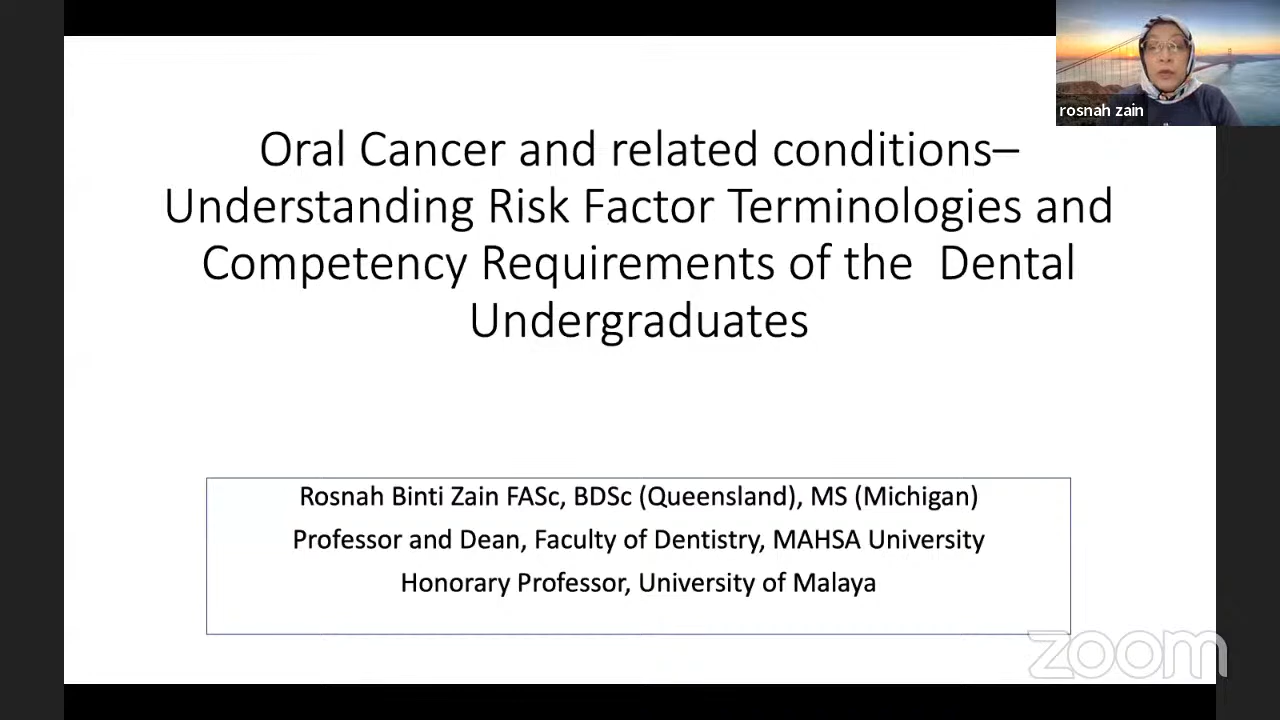 rosnah zain
Oral Cancer and related conditions–
Understanding Risk Factor Terminologies and
Competency Requirements of the  Dental
Undergraduates
Rosnah Binti Zain FASc, BDSc (Queensland), MS (Michigan)
Professor and Dean, Faculty of Dentistry, MAHSA University
Honorary Professor, University of Malaya
zoom